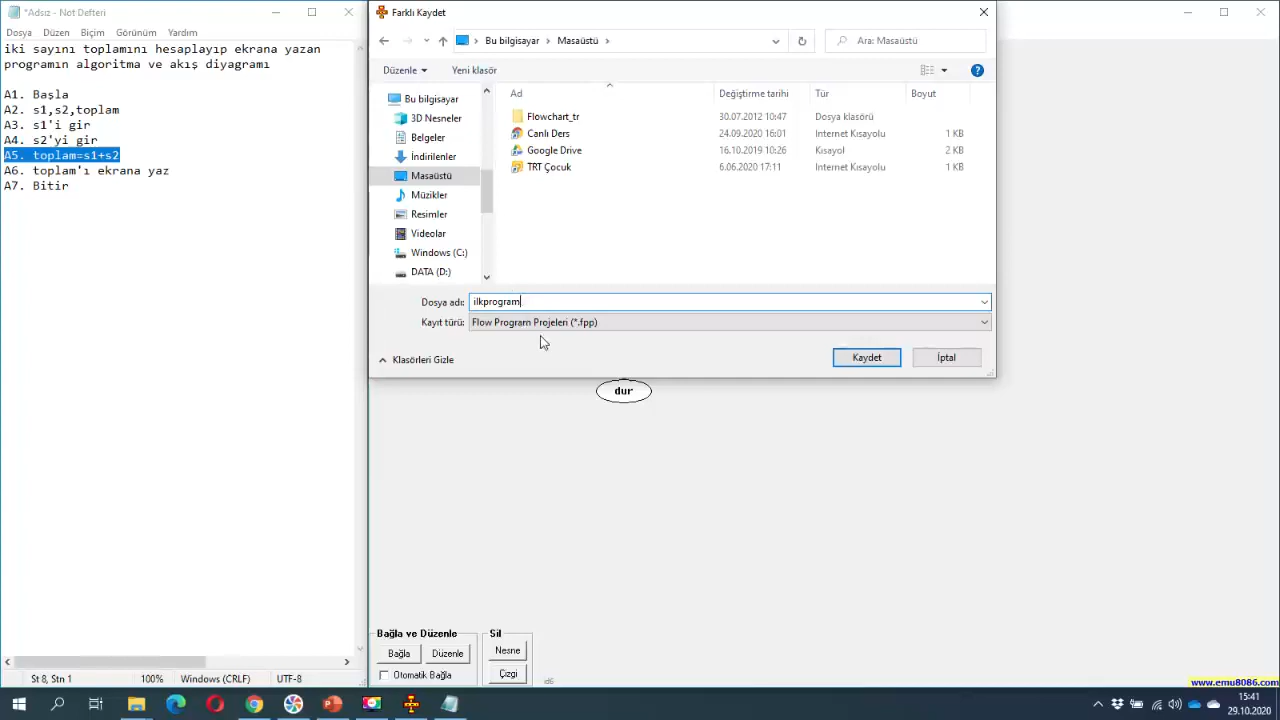 *Adsız - Not Defteri
Dosya Düzen Biçim Görünüm Yardım
iki sayını toplamını hesaplayıp ekrana yazan
programın algoritma ve akış diyagramı
A1. Başla
A2. s1,s2,toplam
A3. s1'i gir
A4. s2'yi gir
A5. toplam=s1+s2
A6. toplam'ı ekrana yaz
A7. Bitir
St 8, Stn 1 100% Windows (CRLF) UTF-8
Farklı Kaydet
Bu bilgisayar Masaüstü
Ara: Masaüstü
Düzenle Yeni klasör
Bu bilgisayar
3D Nesneler
Belgeler
İndirilenler
Masaüstü
Müzikler
Resimler
Videolar
Windows (C:)
DATA (D:)
Ad Değiştirme tarihi Tür Boyut
Flowchart_tr 30.07.2012 10:47 Dosya klasörü
Canlı Ders 24.09.2020 16:01 Internet Kısayolu 1 KB
Google Drive 16.10.2019 10:26 Kısayol 2 KB
TRT Çocuk 6.06.2020 17:11 Internet Kısayolu 1 KB
Dosya adı: ilkprogram
Kayıt türü: Flow Program Projeleri (*.fpp)
Klasörleri Gizle
Kaydet İptal
dur
Bağla ve Düzenle
Bağla Düzenle
Otomatik Bağla
Sil
Nesne
Çizgi
d6
www.emu8086.com
15:41
29.10.2020